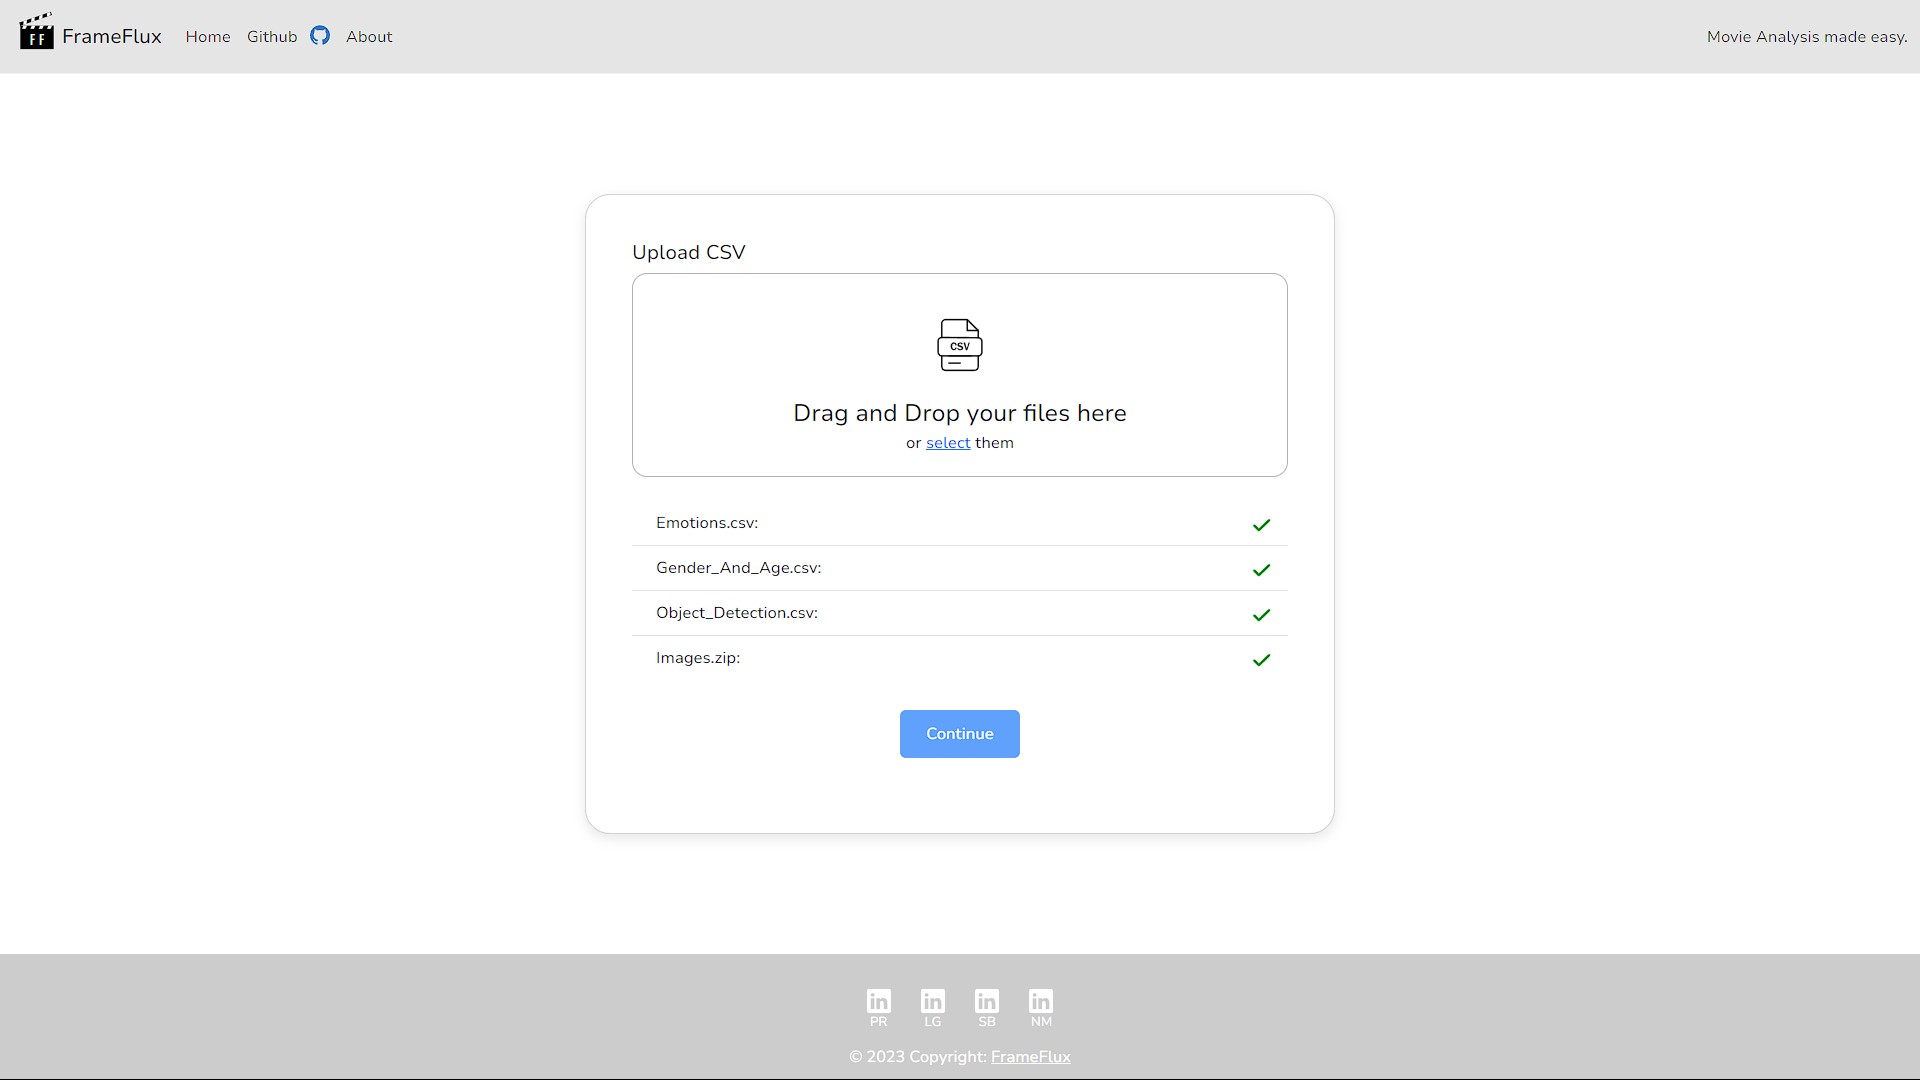 FF FrameFlux Home Github About Movie Analysis made easy.
Upload CSV
CSV
Drag and Drop your files here
or select them
Emotions.csv:
Gender_And_Age.csv:
Object_Detection.csv:
Images.zip:
Continue
in in in in
PR LG SB NM
© 2023 Copyright: FrameFlux